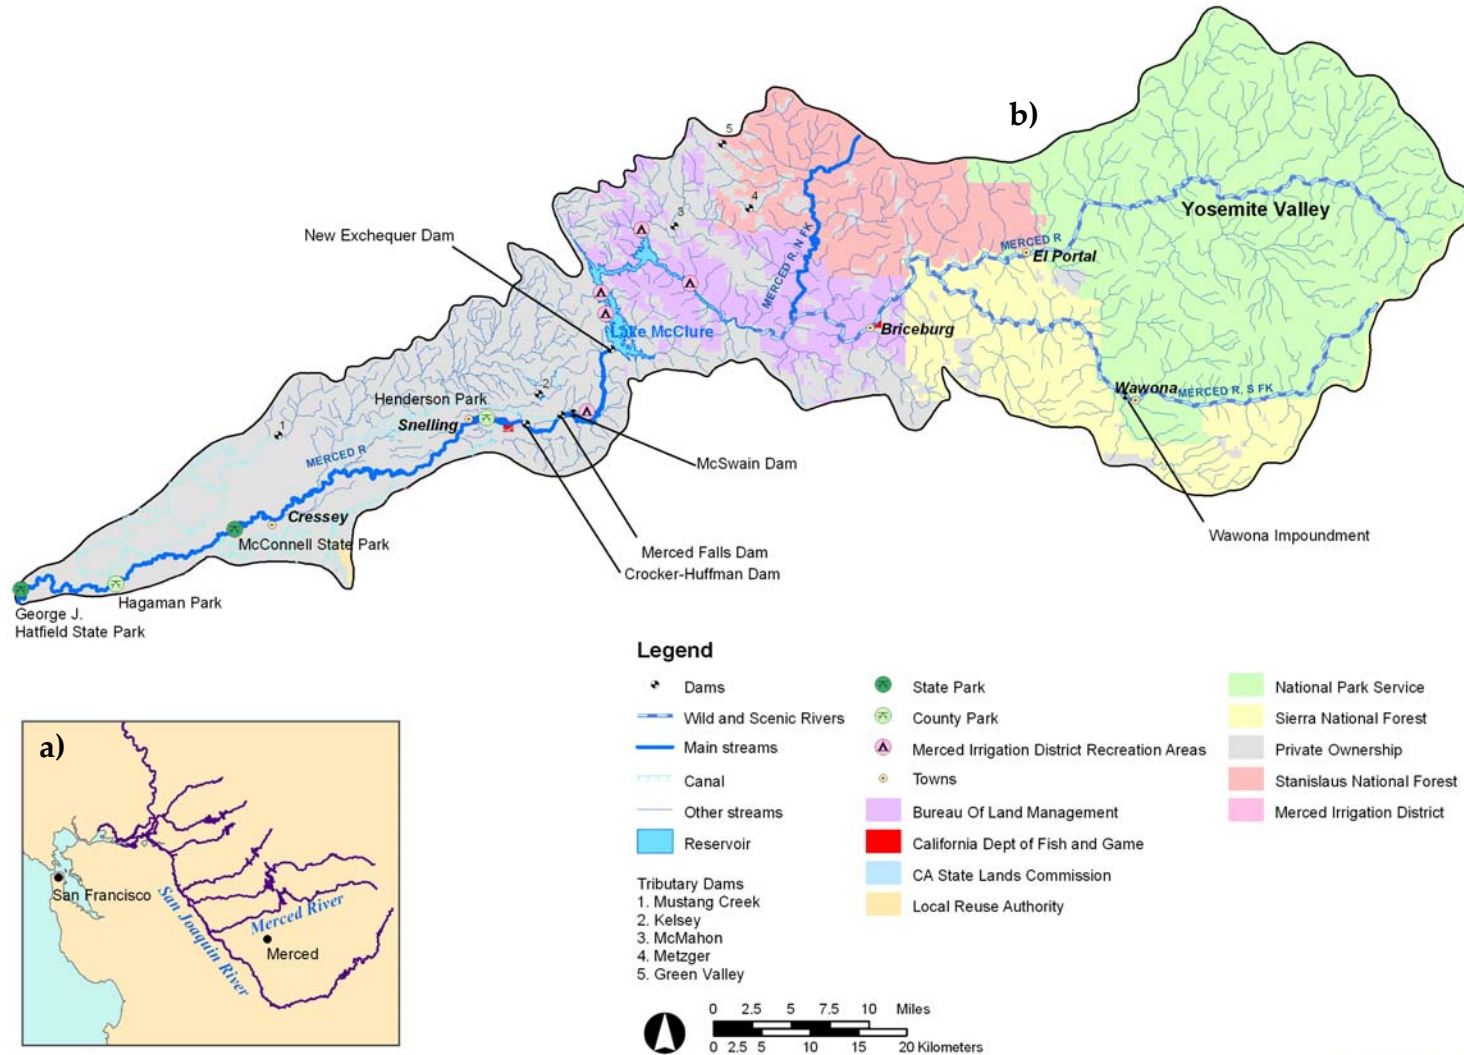 b)
5
4
3
New Exchequer Dam
MERCED R, N FK
Yosemite Valley
MERCED R
El Portal
Lake McClure
Briceburg
2
Henderson Park
Snelling
Wawona
MERCED R, S FK
1
MERCED R
McSwain Dam
Cressey
McConnell State Park
Wawona Impoundment
Merced Falls Dam
Crocker-Huffman Dam
Hagaman Park
George J.
Hatfield State Park
Legend
Dams
Wild and Scenic Rivers
Main streams
Canal
Other streams
Reservoir
State Park
County Park
Merced Irrigation District Recreation Areas
Towns
Bureau Of Land Management
California Dept of Fish and Game
CA State Lands Commission
Local Reuse Authority
National Park Service
Sierra National Forest
Private Ownership
Stanislaus National Forest
Merced Irrigation District
Tributary Dams
1. Mustang Creek
2. Kelsey
3. McMahon
4. Metzger
5. Green Valley
0 2.5 5 7.5 10 Miles
0 2.5 5 10 15 20 Kilometers
a)
San Francisco
San Joaquin River
Merced River
Merced